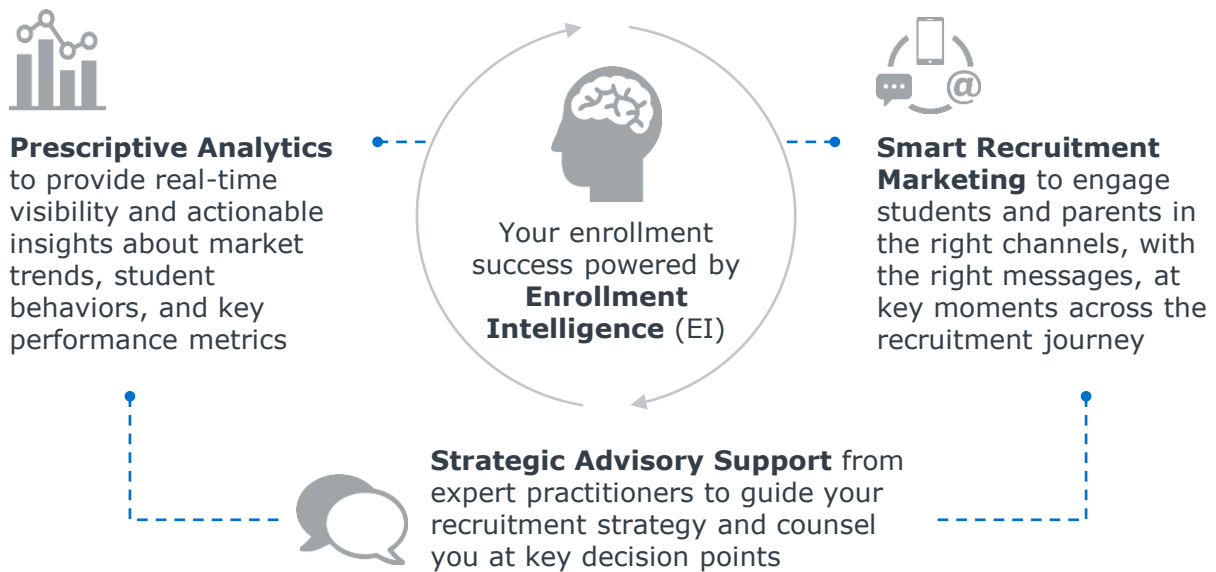 Prescriptive Analytics
to provide real-time
visibility and actionable
insights about market
trends, student
behaviors, and key
performance metrics
Your enrollment
success powered by
Enrollment
Intelligence (EI)
@
Smart Recruitment
Marketing to engage
students and parents in
the right channels, with
the right messages, at
key moments across the
recruitment journey
Strategic Advisory Support from
expert practitioners to guide your
recruitment strategy and counsel
you at key decision points